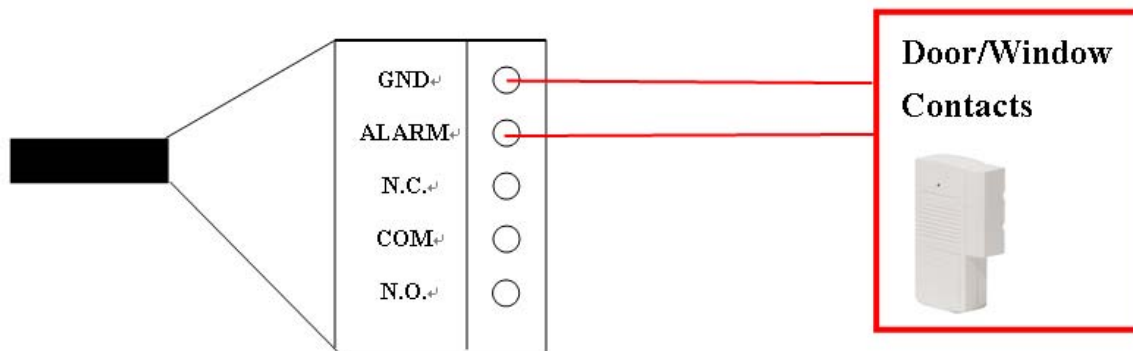 GND↵
ALARM↵
N.C.↵
COM↵
N.O.↵
Door/Window
Contacts